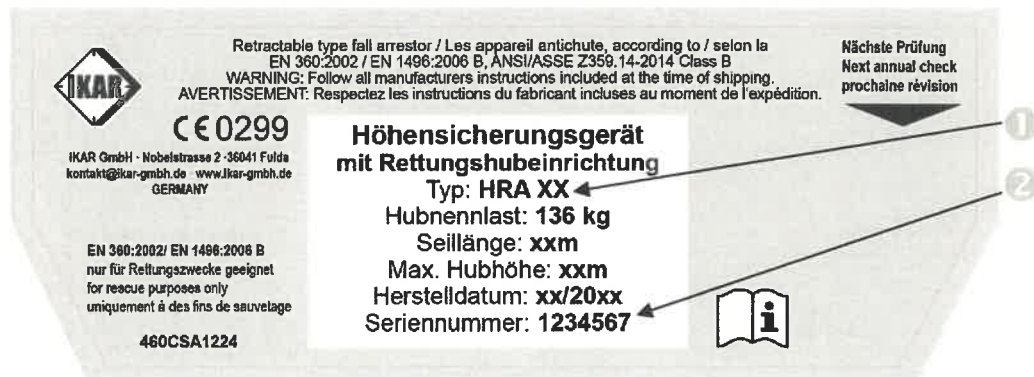 IKAR
Retractable type fall arrestor / Les appareil antichute, according to / selon la
EN 360:2002 / EN 1496:2006 B, ANSI/ASSE Z359.14-2014 Class B
WARNING: Follow all manufacturers instructions included at the time of shipping.
AVERTISSEMENT: Respectez les instructions du fabricant incluses au moment de l'expédition.
Nächste Prüfung
Next annual check
prochaine révision
CE 0299
IKAR GmbH - Nobelstrasse 2 -36041 Fulda
kontakt@ikar-gmbh.de - www.ikar-gmbh.de
GERMANY
EN 360:2002/ EN 1496:2006 B
nur für Rettungszwecke geeignet
for rescue purposes only
uniquement á des fins de sauvetage
460CSA1224
Höhensicherungsgerät
mit Rettungshubeinrichtung
Typ: HRA XX
Hubnennlast: 136 kg
Seillänge: xxm
Max. Hubhöhe: xxm
Herstelldatum: xx/20xx
Seriennummer: 1234567
i
1
2